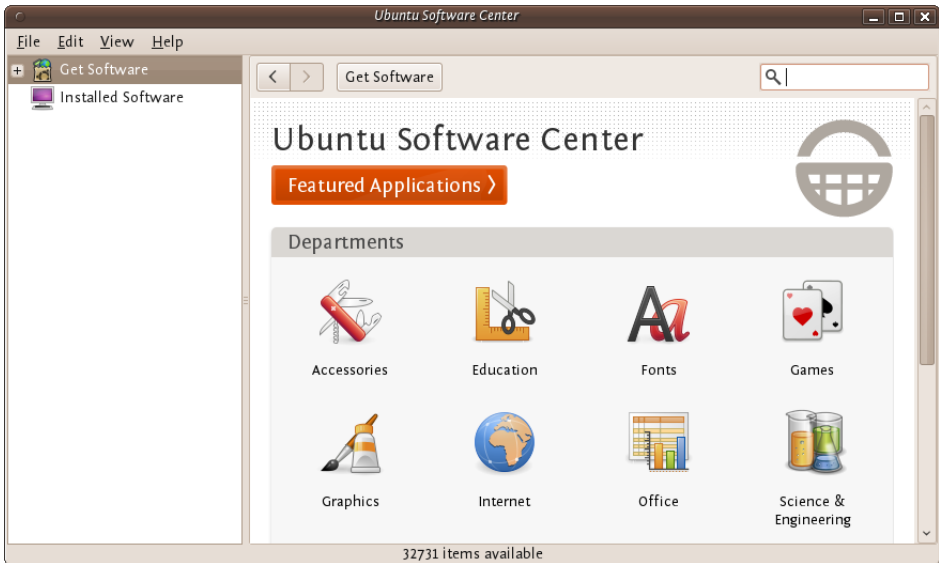 Ubuntu Software Center
File Edit View Help
Get Software
Installed Software
Get Software
Ubuntu Software Center
Featured Applications
Departments
Accessories Education Fonts Games
Graphics Internet Office Science &
Engineering
32731 items available